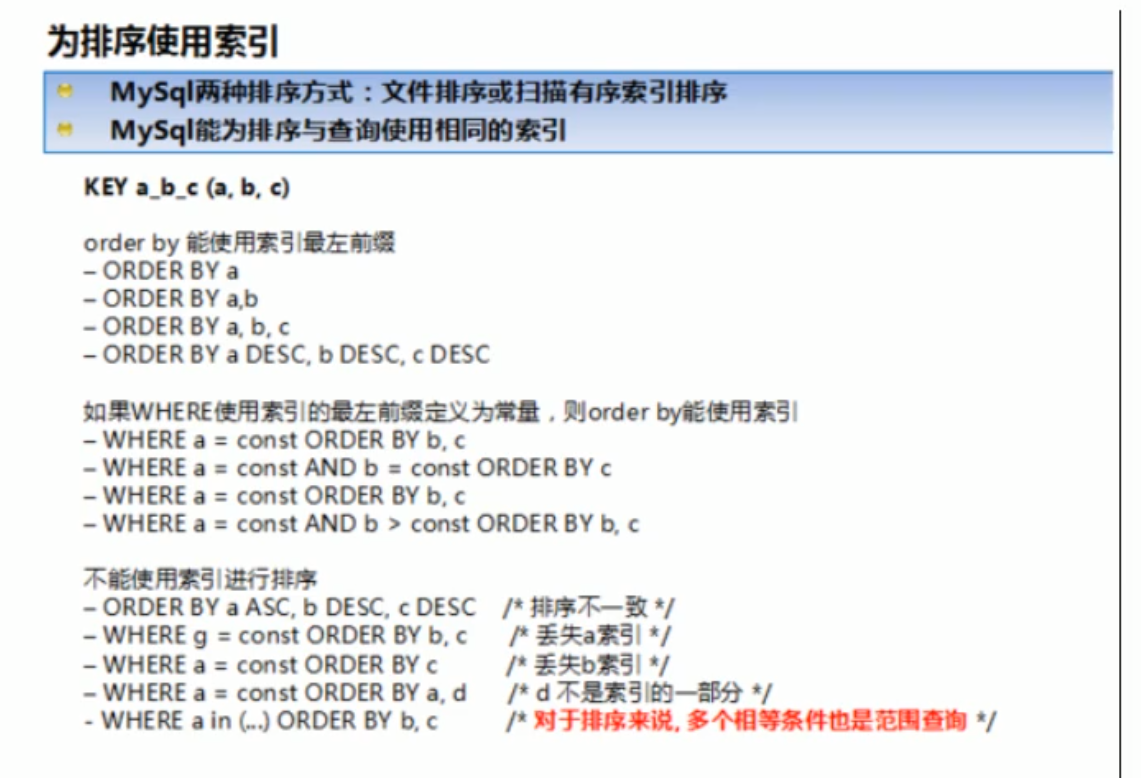 为排序使用索引
MySql两种排序方式：文件排序或扫描有序索引排序
MySql能为排序与查询使用相同的索引
KEY a_b_c (a, b, c)
order by 能使用索引最左前缀
– ORDER BY a
– ORDER BY a,b
– ORDER BY a, b, c
– ORDER BY a DESC, b DESC, c DESC
如果WHERE使用索引的最左前缀定义为常量，则order by能使用索引
– WHERE a = const ORDER BY b, c
– WHERE a = const AND b = const ORDER BY c
– WHERE a = const ORDER BY b, c
– WHERE a = const AND b > const ORDER BY b, c
不能使用索引进行排序
– ORDER BY a ASC, b DESC, c DESC /* 排序不一致 */
– WHERE g = const ORDER BY b, c /* 丢失a索引 */
– WHERE a = const ORDER BY c /* 丢失b索引 */
– WHERE a = const ORDER BY a, d /* d 不是索引的一部分 */
- WHERE a in (...) ORDER BY b, c /* 对于排序来说, 多个相等条件也是范围查询 */